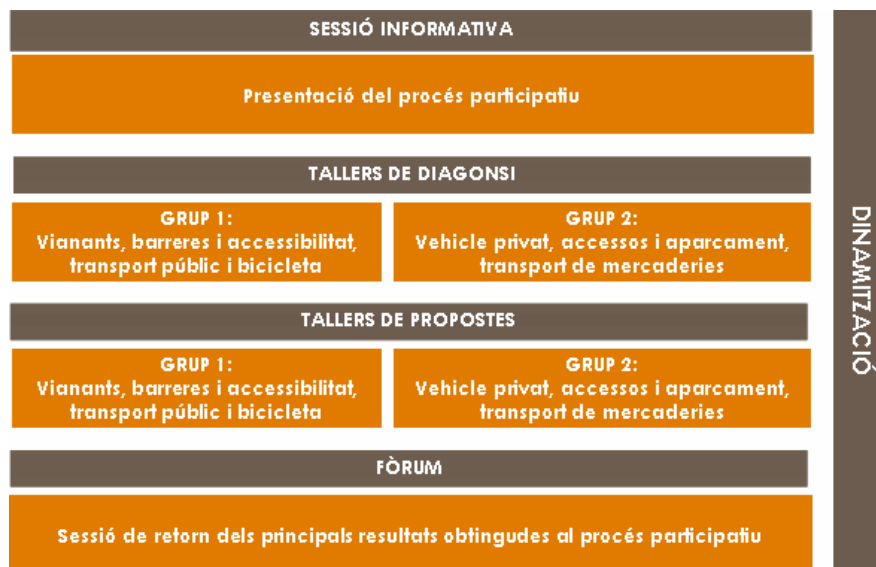 SESSIÓ INFORMATIVA
Presentació del procés participatiu
TALLERS DE DIAGONSI
GRUP 1:
Vianants, barreres i accessibilitat,
transport públic i bicicleta
GRUP 2:
Vehicle privat, accessos i aparcament,
transport de mercaderies
TALLERS DE PROPOSTES
GRUP 1:
Vianants, barreres i accessibilitat,
transport públic i bicicleta
GRUP 2:
Vehicle privat, accessos i aparcament,
transport de mercaderies
FÒRUM
Sessió de retorn dels principals resultats obtingudes al procés participatiu
DINAMITZACIÓ